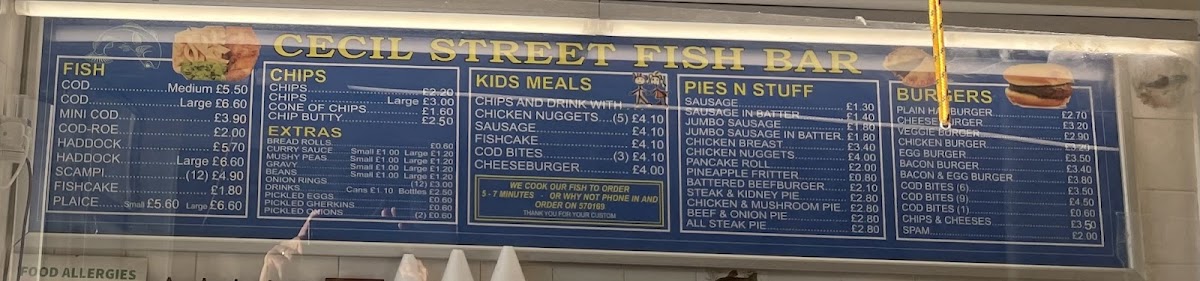 CECIL STREET FISH BAR
FISH
COD Medium £5.50
COD Large £6.60
MINI COD £3.90
COD-ROE £2.00
HADDOCK £5.70
HADDOCK Large £6.60
SCAMPI (12) £4.90
FISHCAKE £1.80
PLAICE Small £5.60 Large £6.60
CHIPS
CHIPS £2.20
CHIPS Large £3.00
CONE OF CHIPS £1.60
CHIP BUTTY £2.50
EXTRAS
BREAD ROLLS £0.60
CURRY SAUCE Small £1.00 Large £1.20
MUSHY PEAS Small £1.00 Large £1.20
GRAVY Small £1.00 Large £1.20
BEANS Small £1.00 Large £1.20
ONION RINGS (12) £3.00
DRINKS Cans £1.10 Bottles £2.50
PICKLED EGGS £0.60
PICKLED GHERKINS £0.60
PICKLED ONIONS (2) £0.60
KIDS MEALS
CHIPS AND DRINK WITH
CHICKEN NUGGETS (5) £4.10
SAUSAGE £4.10
FISHCAKE £4.10
COD BITES (3) £4.10
CHEESEBURGER £4.00
WE COOK OUR FISH TO ORDER
5 - 7 MINUTES - OR WHY NOT PHONE IN AND
ORDER ON 570169
THANK YOU FOR YOUR CUSTOM
PIES N STUFF
SAUSAGE £1.30
SAUSAGE IN BATTER £1.40
JUMBO SAUSAGE £1.80
JUMBO SAUSAGE IN BATTER £1.80
CHICKEN BREAST £3.40
CHICKEN NUGGETS £4.00
PANCAKE ROLL £2.00
PINEAPPLE FRITTER £0.80
BATTERED BEEFBURGER £2.10
STEAK & KIDNEY PIE £2.80
CHICKEN & MUSHROOM PIE £2.80
BEEF & ONION PIE £2.80
ALL STEAK PIE £2.80
BURGERS
PLAIN HAMBURGER £2.70
CHEESE BURGER £3.20
VEGGIE BURGER £2.90
CHICKEN BURGER £3.20
EGG BURGER £3.50
BACON BURGER £3.40
BACON & EGG BURGER £3.80
COD BITES (6) £3.50
COD BITES (9) £4.50
COD BITES (1) £0.60
CHIPS & CHEESES £3.50
SPAM £2.00
FOOD ALLERGIES